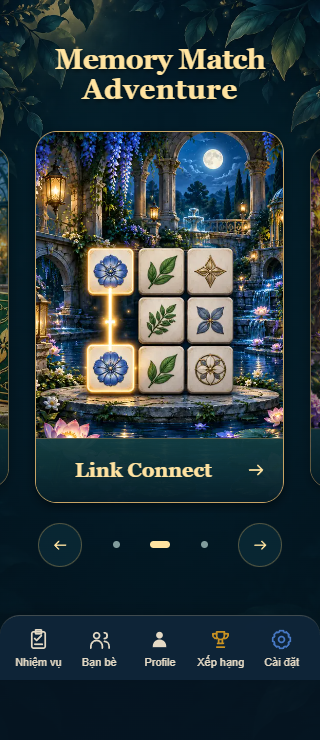 Memory Match
Adventure
Link Connect
Nhiệm vụ
Bạn bè
Profile
Xếp hạng
Cài đặt